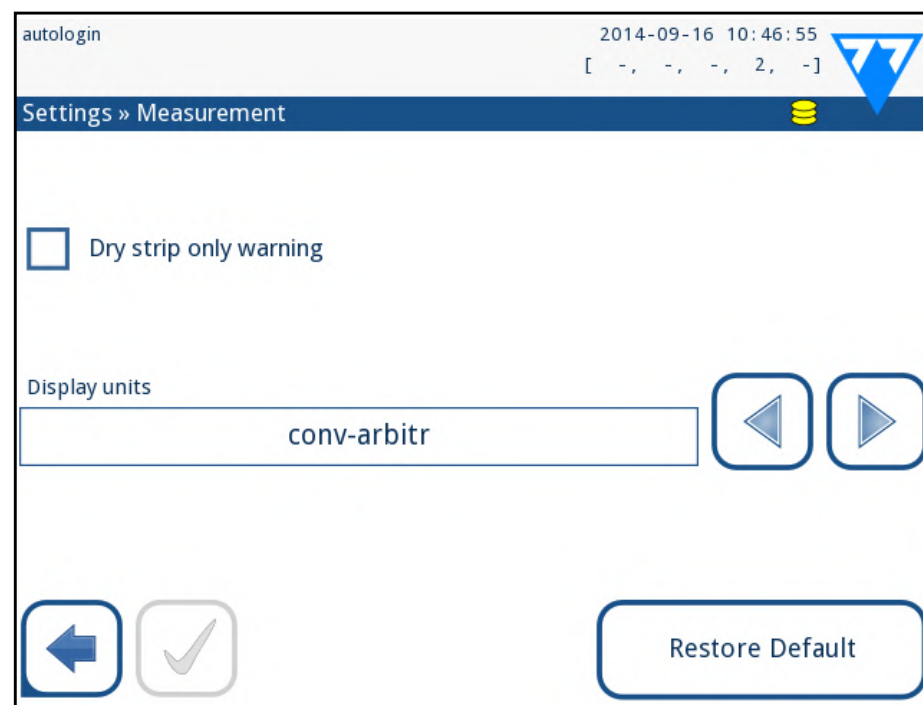 autologin
2014-09-16 10:46:55
[ -, -, -, 2, -]
Settings » Measurement
Dry strip only warning
Display units
conv-arbitr
Restore Default